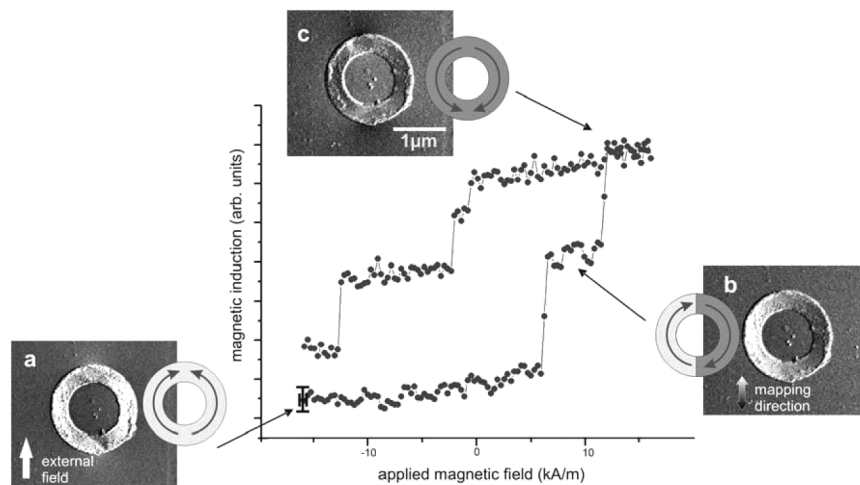 c
1µm
magnetic induction (arb. units)
b
mapping
direction
a
external
field
-10
0
10
applied magnetic field (kA/m)